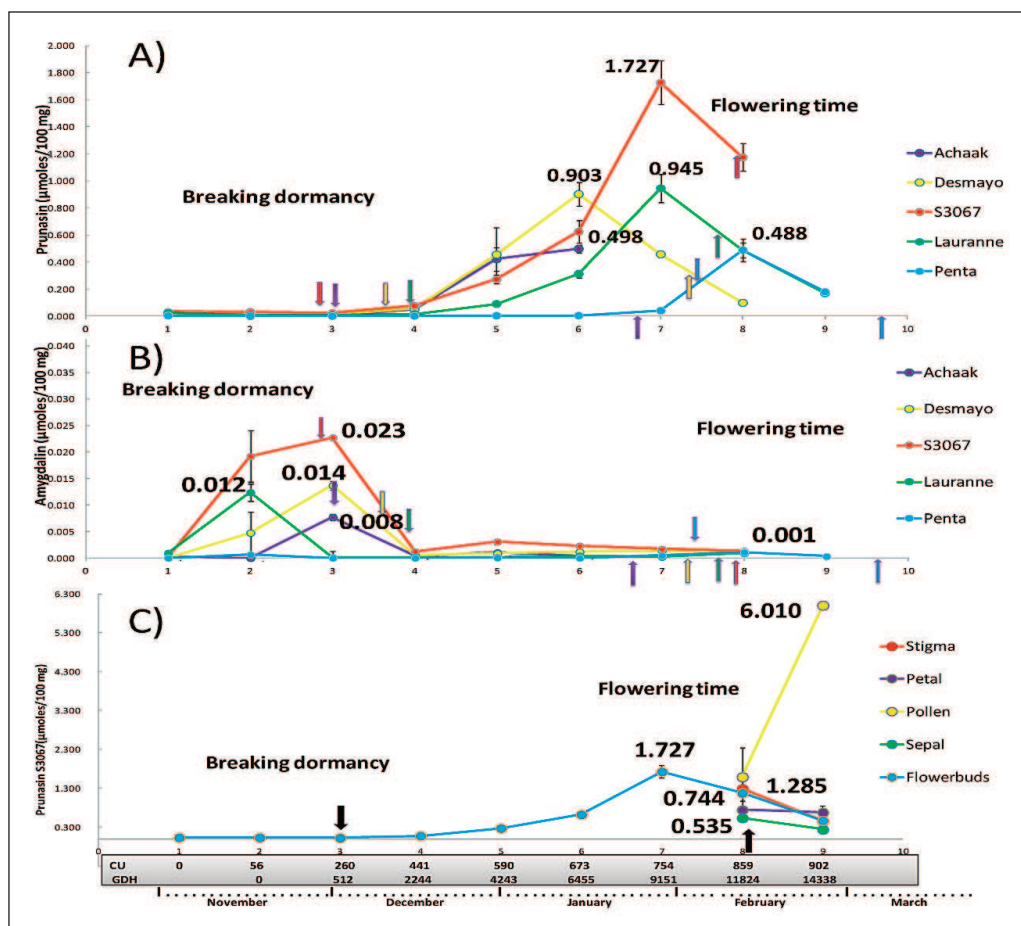 A)
Prunasin (µmoles/100 mg)
2.000
1.800
1.600
1.400
1.200
1.000
0.800
0.600
0.400
0.200
0.000
1.727
Flowering time
Breaking dormancy
0.903
0.945
0.498
0.488
Achaak
Desmayo
S3067
Lauranne
Penta
0 1 2 3 4 5 6 7 8 9 10
B)
Amygdalin (µmoles/100 mg)
0.040
0.035
0.030
0.025
0.020
0.015
0.010
0.005
0.000
Breaking dormancy
Flowering time
0.023
0.012
0.014
0.008
0.001
Achaak
Desmayo
S3067
Lauranne
Penta
0 1 2 3 4 5 6 7 8 9 10
C)
Prunasin S3067(µmoles/100 mg)
6.300
5.300
4.300
3.300
2.300
1.300
0.300
6.010
Flowering time
Breaking dormancy
1.727
1.285
0.744
0.535
Stigma
Petal
Pollen
Sepal
Flowerbuds
0 1 2 3 4 5 6 7 8 9 10
CU 0 56 260 441 590 673 754 859 902
GDH 0 512 2244 4243 6455 9151 11824 14338
November December January February March